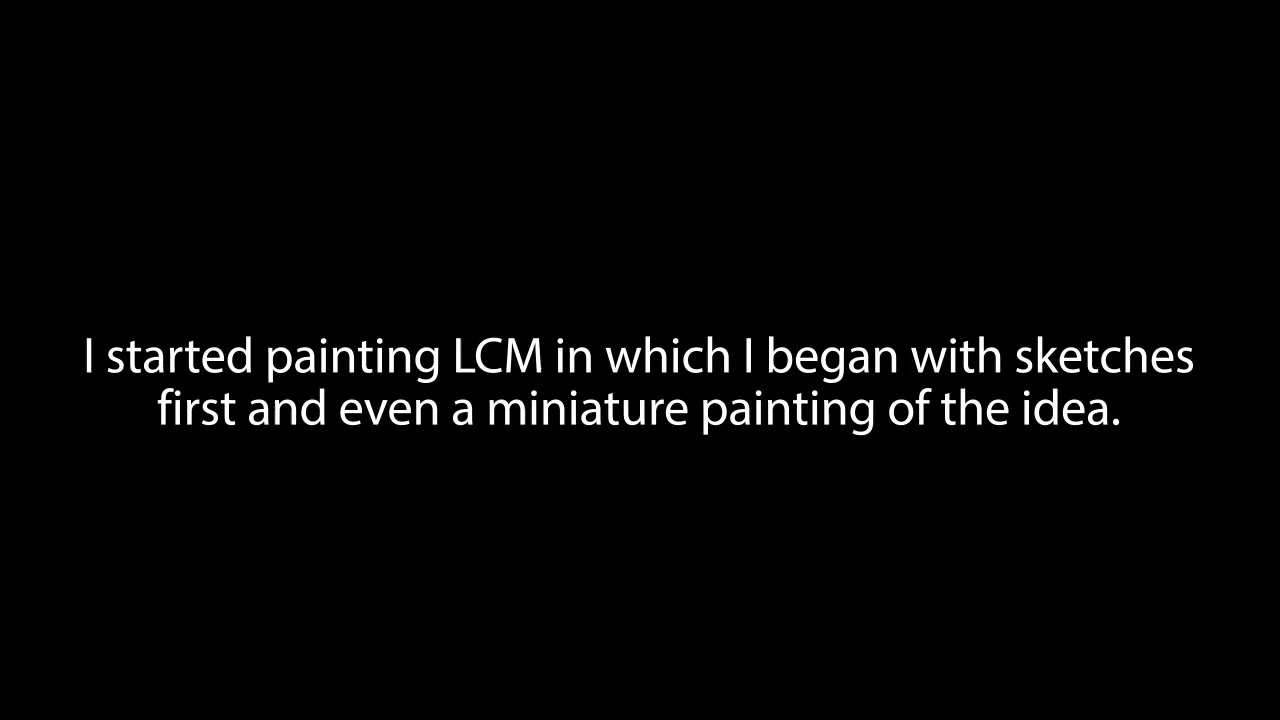 I started painting LCM in which I began with sketches
first and even a miniature painting of the idea.